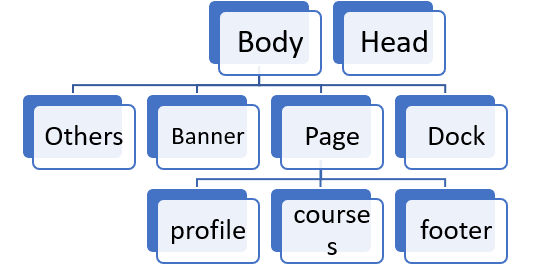 Body
Head
Others
Banner
Page
Dock
profile
course
s
footer